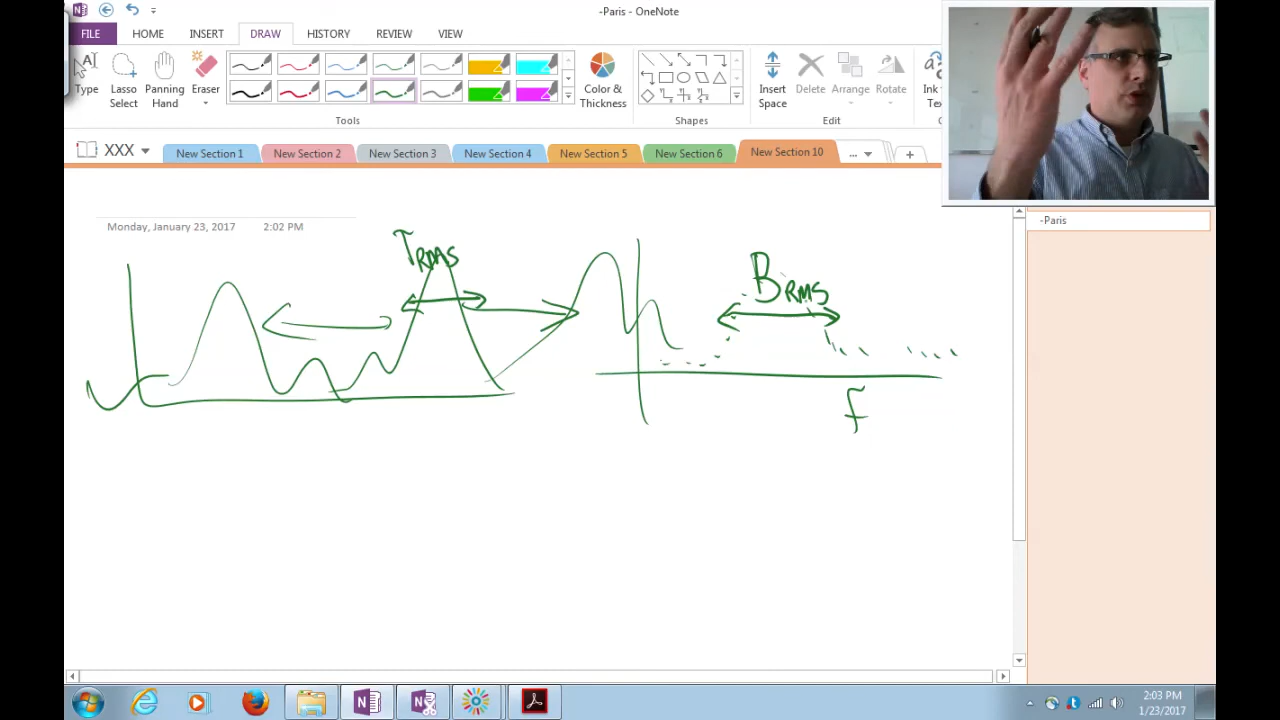 -Paris - OneNote
FILE HOME INSERT DRAW HISTORY REVIEW VIEW
Type
Lasso Select
Panning Hand
Eraser
Color & Thickness
Insert Space
Delete
Arrange
Rotate
Ink to Tex
Tools
Shapes
Edit
XXX
New Section 1
New Section 2
New Section 3
New Section 4
New Section 5
New Section 6
New Section 10
...
-Paris
Monday, January 23, 2017 2:02 PM
TRMS
BRMS
f
2:03 PM
1/23/2017